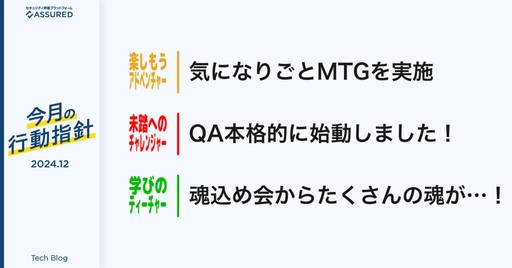 セキュリティ評価プラットフォーム
ASSURED
今月の
行動指針
2024.12
Tech Blog
楽しもう
アドベンチャー
気になりごとMTGを実施
未踏への
チャレンジャー
QA本格的に始動しました！
学びの
ティーチャー
魂込め会からたくさんの魂が…！